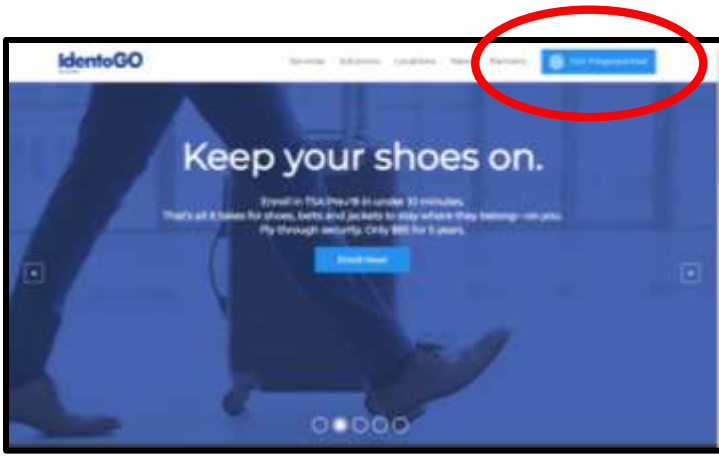 IdentoGO
Services Solutions Locations Partners Get Fingerprinted
Keep your shoes on.
Enroll in TSA Pre✓® in under 10 minutes.
That's all it takes for shoes, belts and jackets to stay where they belong—on you.
Fly through security. Only $85 for 5 years.
Enroll Now